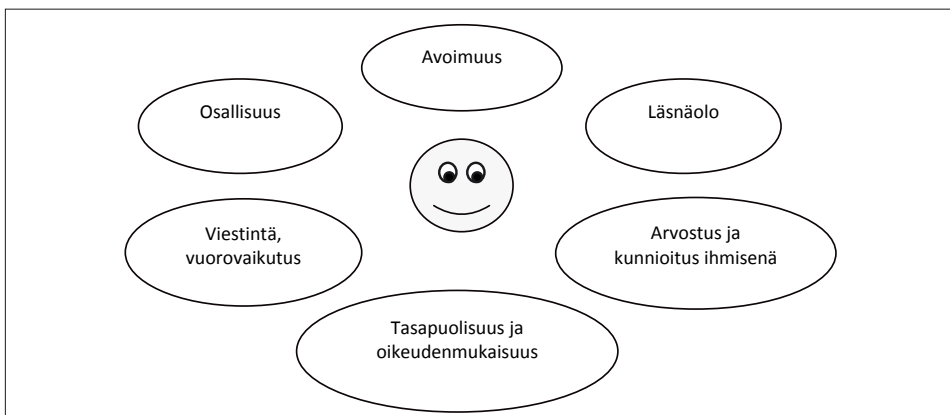 Avoimuus
Osallisuus
Läsnäolo
Viestintä,
vuorovaikutus
Arvostus ja
kunnioitus ihmisenä
Tasapuolisuus ja
oikeudenmukaisuus